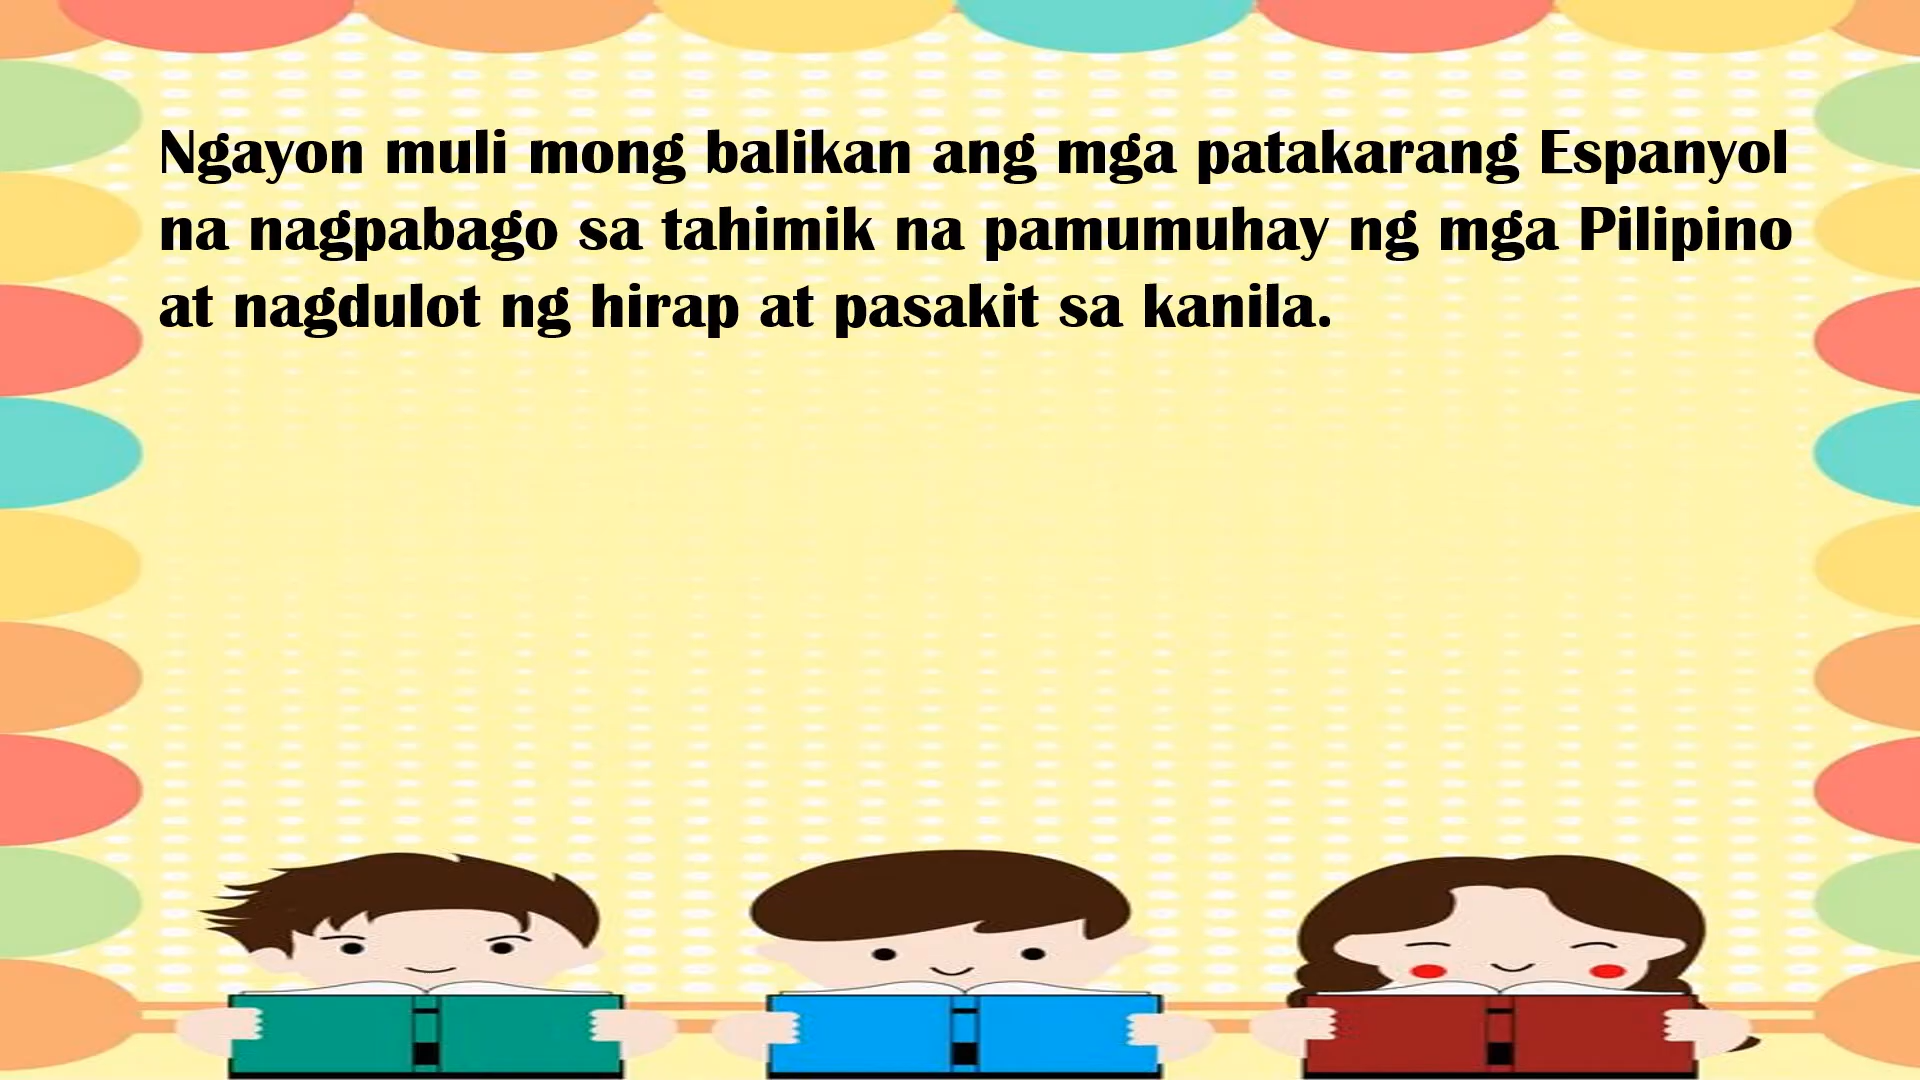 Ngayon muli mong balikan ang mga patakarang Espanyol
na nagpabago sa tahimik na pamumuhay ng mga Pilipino
at nagdulot ng hirap at pasakit sa kanila.